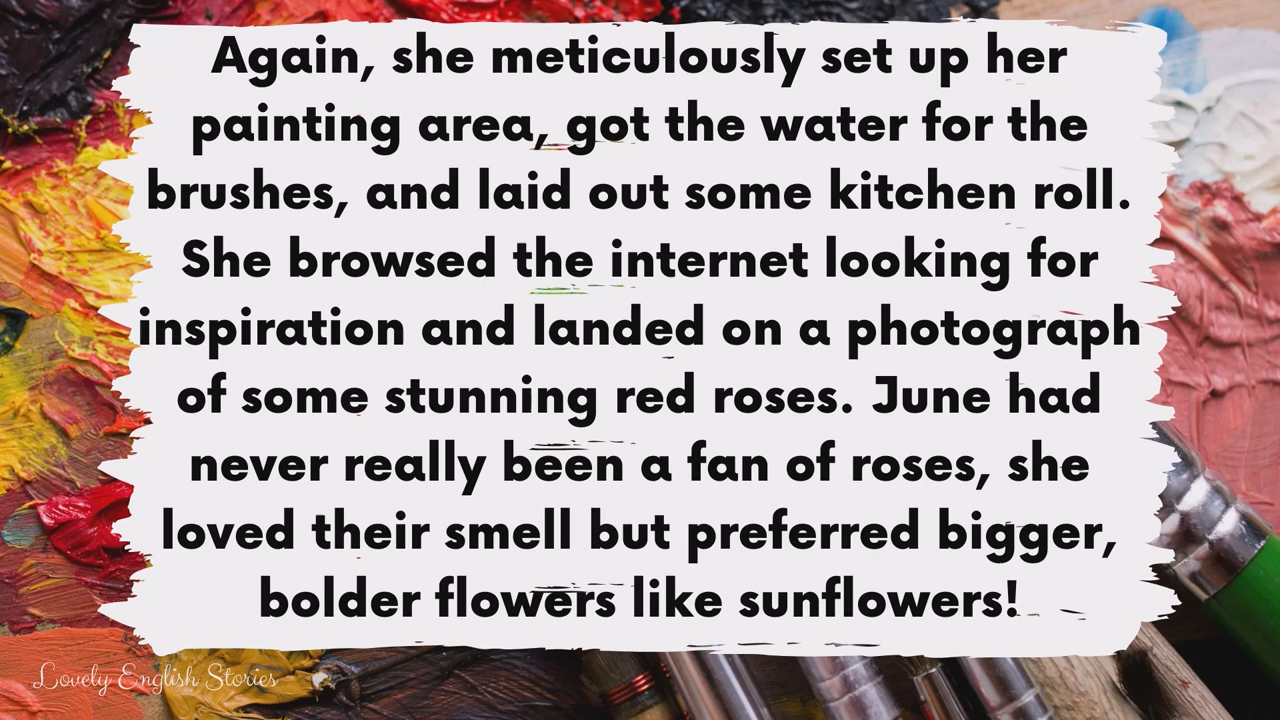 Again, she meticulously set up her
painting area, got the water for the
brushes, and laid out some kitchen roll.
She browsed the internet looking for
inspiration and landed on a photograph
of some stunning red roses. June had
never really been a fan of roses, she
loved their smell but preferred bigger,
bolder flowers like sunflowers!
Lovely English Stories